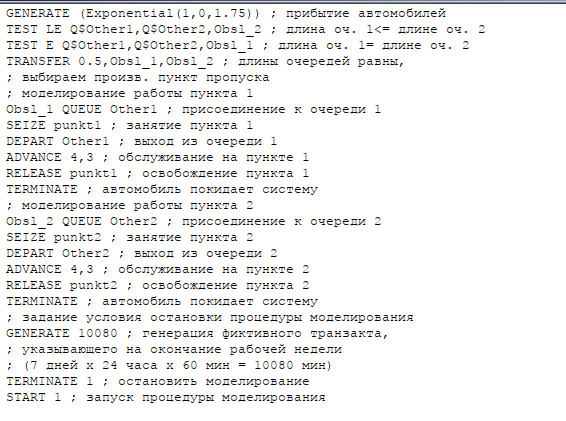 GENERATE (Exponential(1,0,1.75)) ; прибытие автомобилей
TEST LE Q$Other1,Q$Other2,Obsl_2 ; длина оч. 1<= длине оч. 2
TEST E Q$Other1,Q$Other2,Obsl_1 ; длина оч. 1= длине оч. 2
TRANSFER 0.5,Obsl_1,Obsl_2 ; длины очередей равны,
; выбираем произв. пункт пропуска
; моделирование работы пункта 1
Obsl_1 QUEUE Other1 ; присоединение к очереди 1
SEIZE punkt1 ; занятие пункта 1
DEPART Other1 ; выход из очереди 1
ADVANCE 4,3 ; обслуживание на пункте 1
RELEASE punkt1 ; освобождение пункта 1
TERMINATE ; автомобиль покидает систему
; моделирование работы пункта 2
Obsl_2 QUEUE Other2 ; присоединение к очереди 2
SEIZE punkt2 ; занятие пункта 2
DEPART Other2 ; выход из очереди 2
ADVANCE 4,3 ; обслуживание на пункте 2
RELEASE punkt2 ; освобождение пункта 2
TERMINATE ; автомобиль покидает систему
; задание условия остановки процедуры моделирования
GENERATE 10080 ; генерация фиктивного транзакта,
; указывающего на окончание рабочей недели
; (7 дней х 24 часа х 60 мин = 10080 мин)
TERMINATE 1 ; остановить моделирование
START 1 ; запуск процедуры моделирования